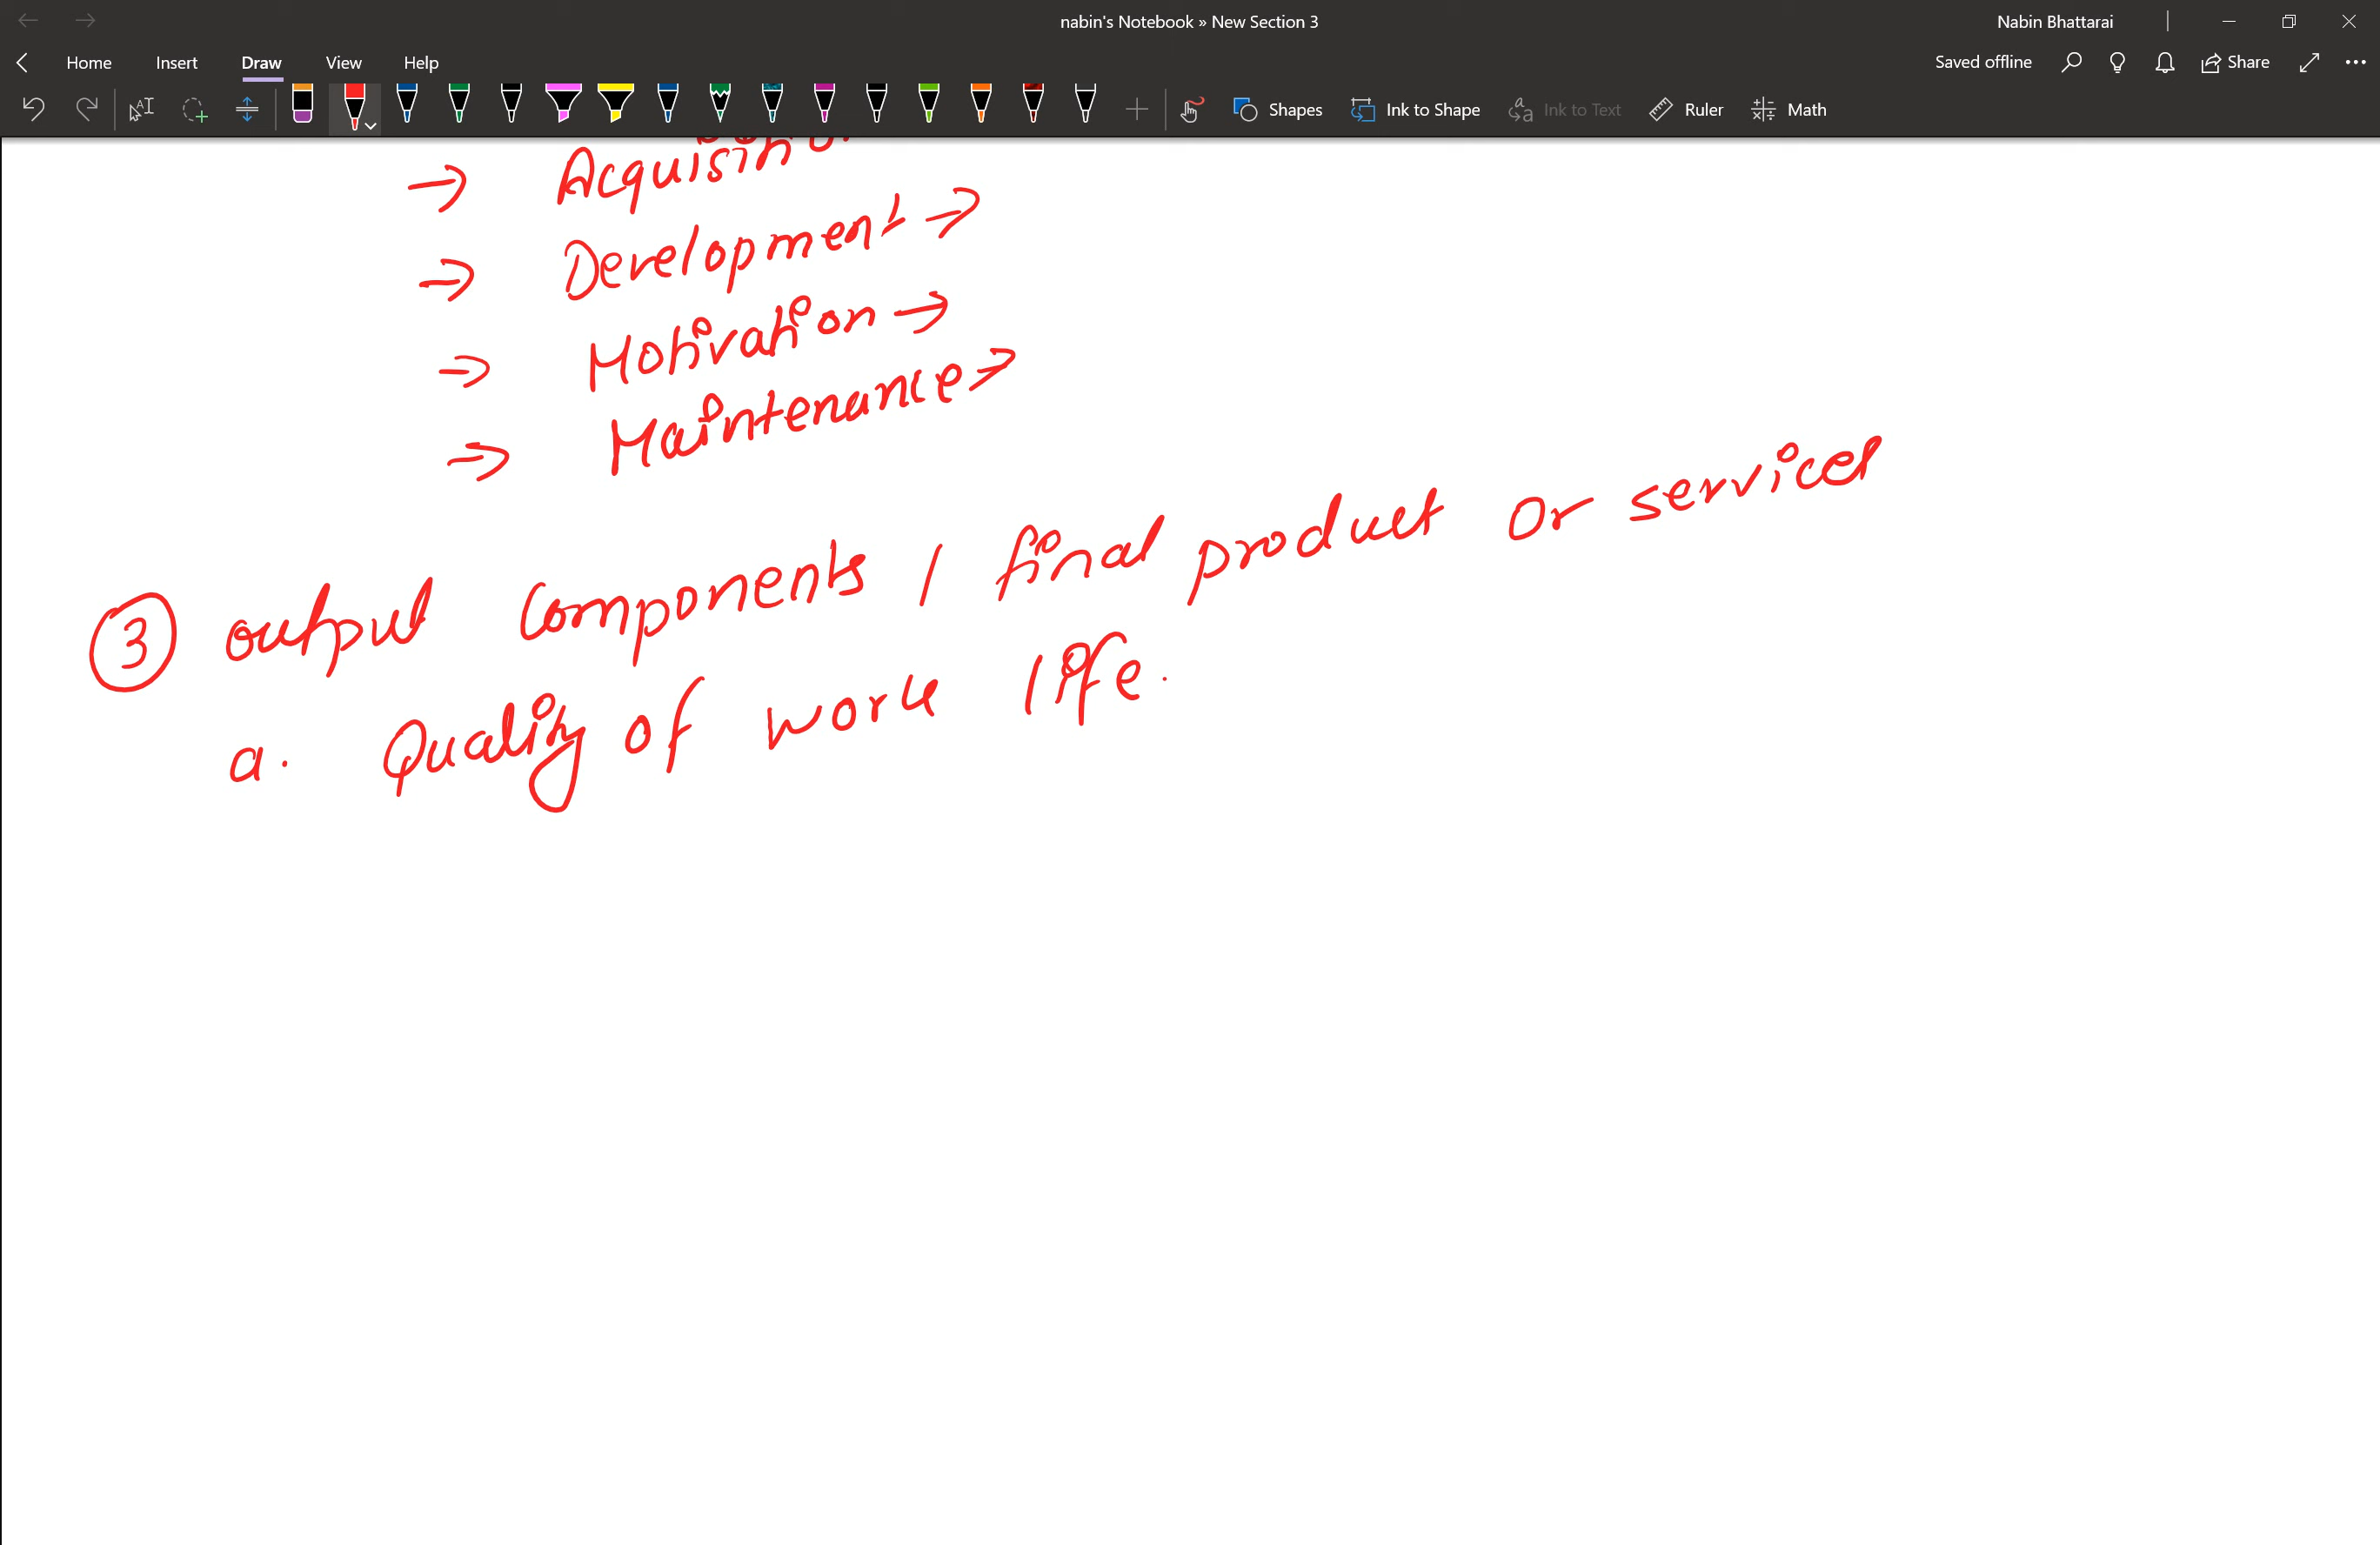 nabin's Notebook » New Section 3
Nabin Bhattarai
Home Insert Draw View Help
Saved offline
Share
Shapes Ink to Shape Ink to Text Ruler Math
→ Acquisition
→ Development →
→ Motivation →
→ Maintenance →
③ output components / final product or services
a. Quality of work life.